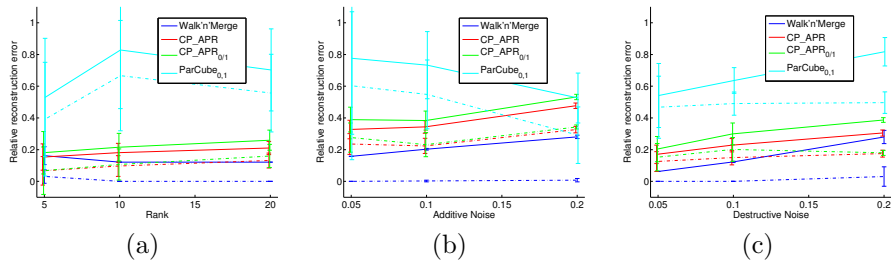 Relative reconstruction error
1
0.8
0.6
0.4
0.2
0
5
10
15
20
Rank
Walk'n'Merge
CP_APR
CP_APR0/1
ParCube0,1
(a)
Relative reconstruction error
1
0.8
0.6
0.4
0.2
0
0.05
0.1
0.15
0.2
Additive Noise
Walk'n'Merge
CP_APR
CP_APR0/1
ParCube0,1
(b)
Relative reconstruction error
1
0.8
0.6
0.4
0.2
0
0.05
0.1
0.15
0.2
Destructive Noise
Walk'n'Merge
CP_APR
CP_APR0/1
ParCube0,1
(c)